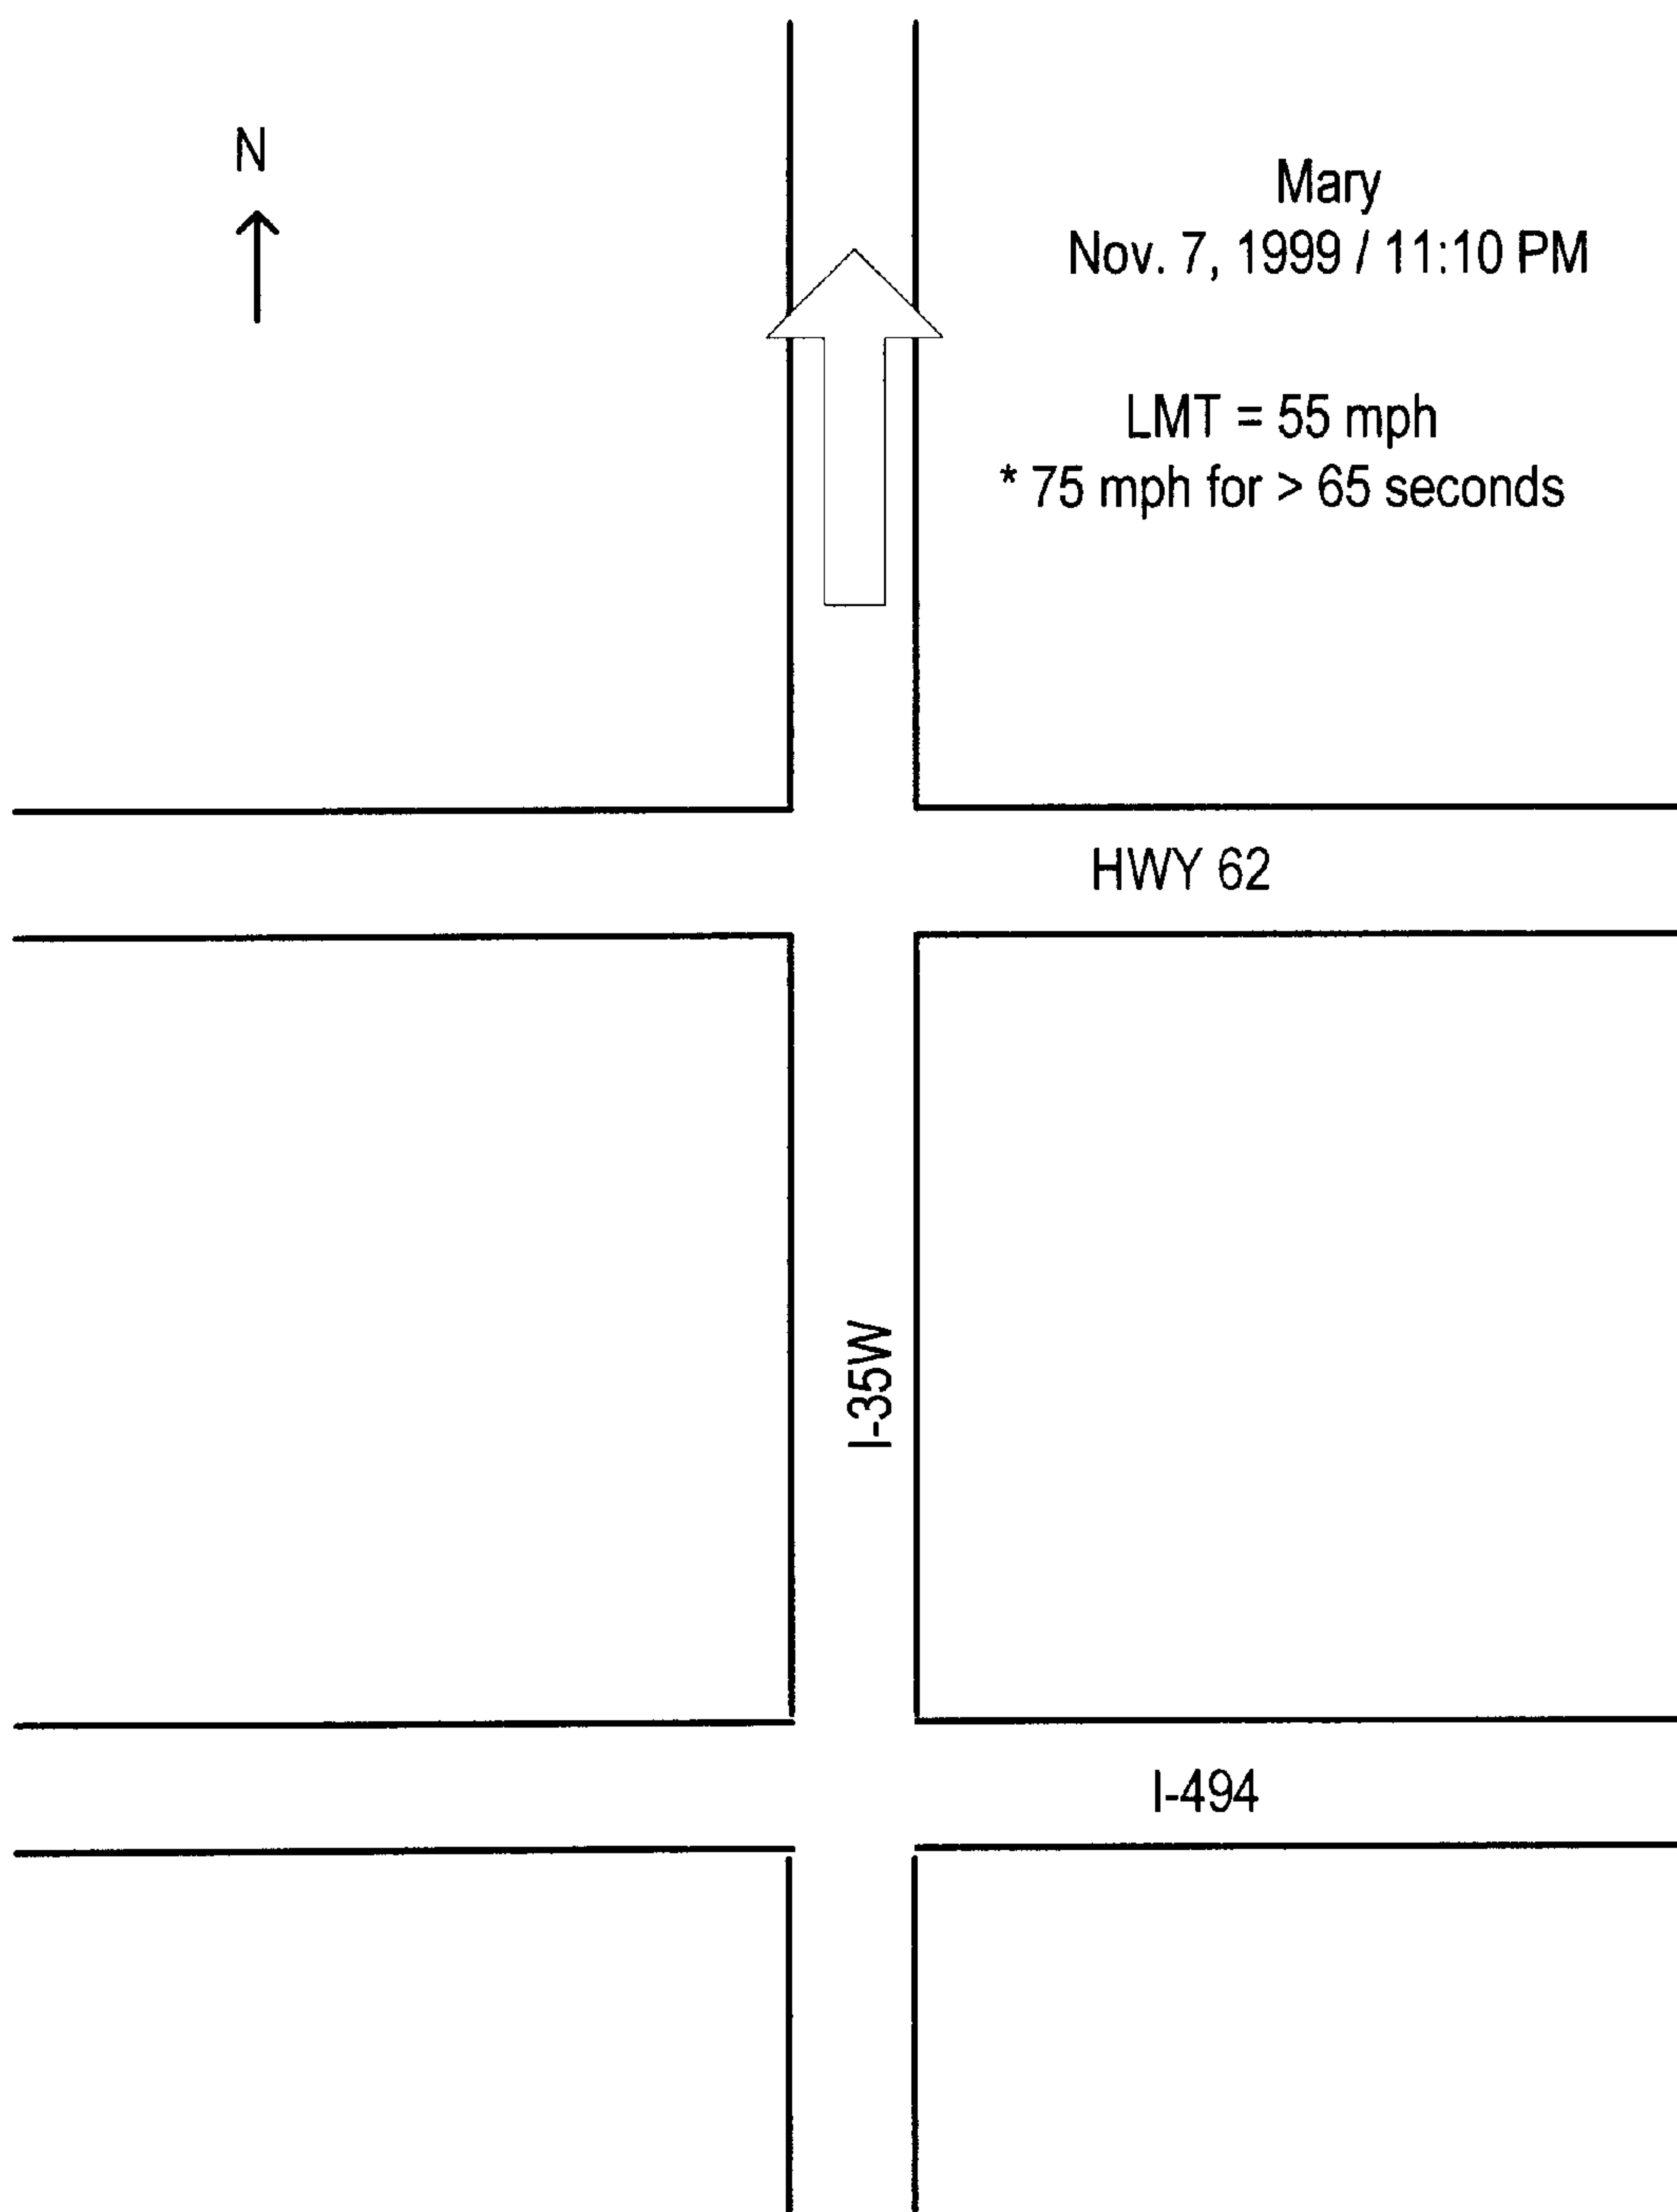 N
Mary
Nov. 7, 1999 / 11:10 PM
LMT = 55 mph
* 75 mph for > 65 seconds
HWY 62
I-35W
I-494